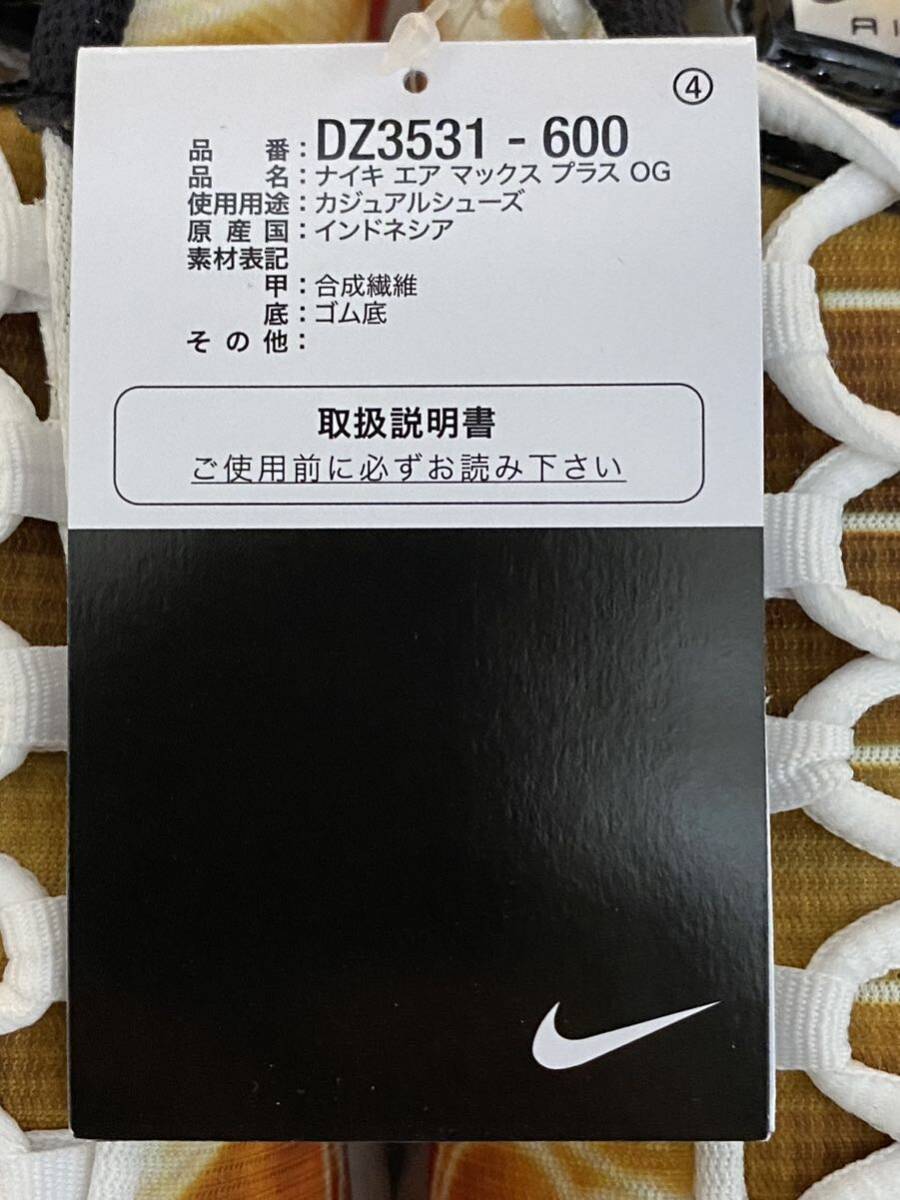 ④
品番：DZ3531 - 600
品名：ナイキ エア マックス プラス OG
使用用途：カジュアルシューズ
原産国：インドネシア
素材表記
甲：合成繊維
底：ゴム底
その他：
取扱説明書
ご使用前に必ずお読み下さい